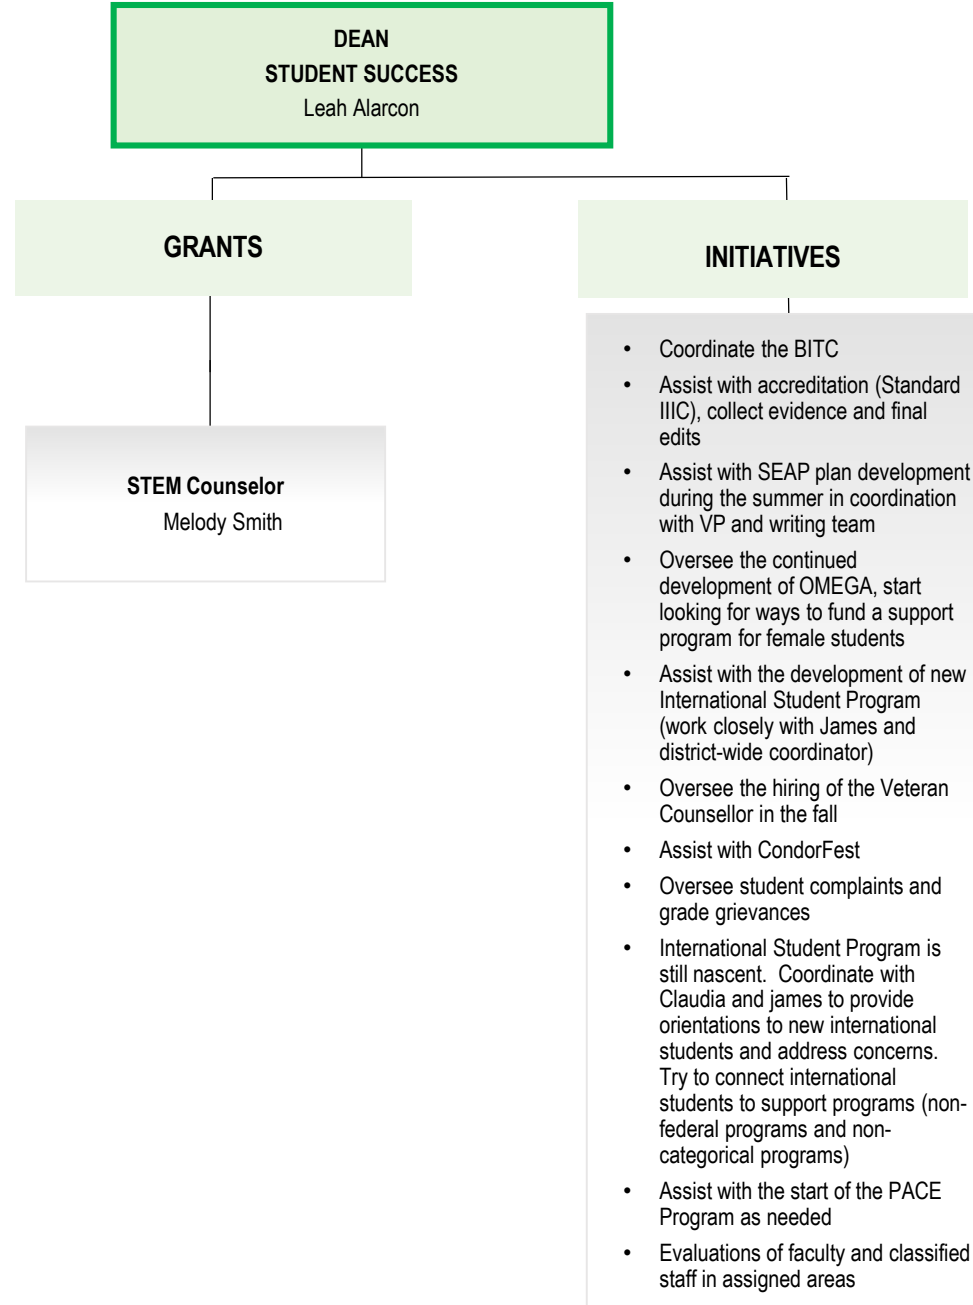 DEAN
STUDENT SUCCESS
Leah Alarcon
GRANTS
INITIATIVES
STEM Counselor
Melody Smith
• Coordinate the BITC
• Assist with accreditation (Standard
IIIC), collect evidence and final
edits
• Assist with SEAP plan development
during the summer in coordination
with VP and writing team
• Oversee the continued
development of OMEGA, start
looking for ways to fund a support
program for female students
• Assist with the development of new
International Student Program
(work closely with James and
district-wide coordinator)
• Oversee the hiring of the Veteran
Counsellor in the fall
• Assist with CondorFest
• Oversee student complaints and
grade grievances
• International Student Program is
still nascent.  Coordinate with
Claudia and james to provide
orientations to new international
students and address concerns.
Try to connect international
students to support programs (non-
federal programs and non-
categorical programs)
• Assist with the start of the PACE
Program as needed
• Evaluations of faculty and classified
staff in assigned areas